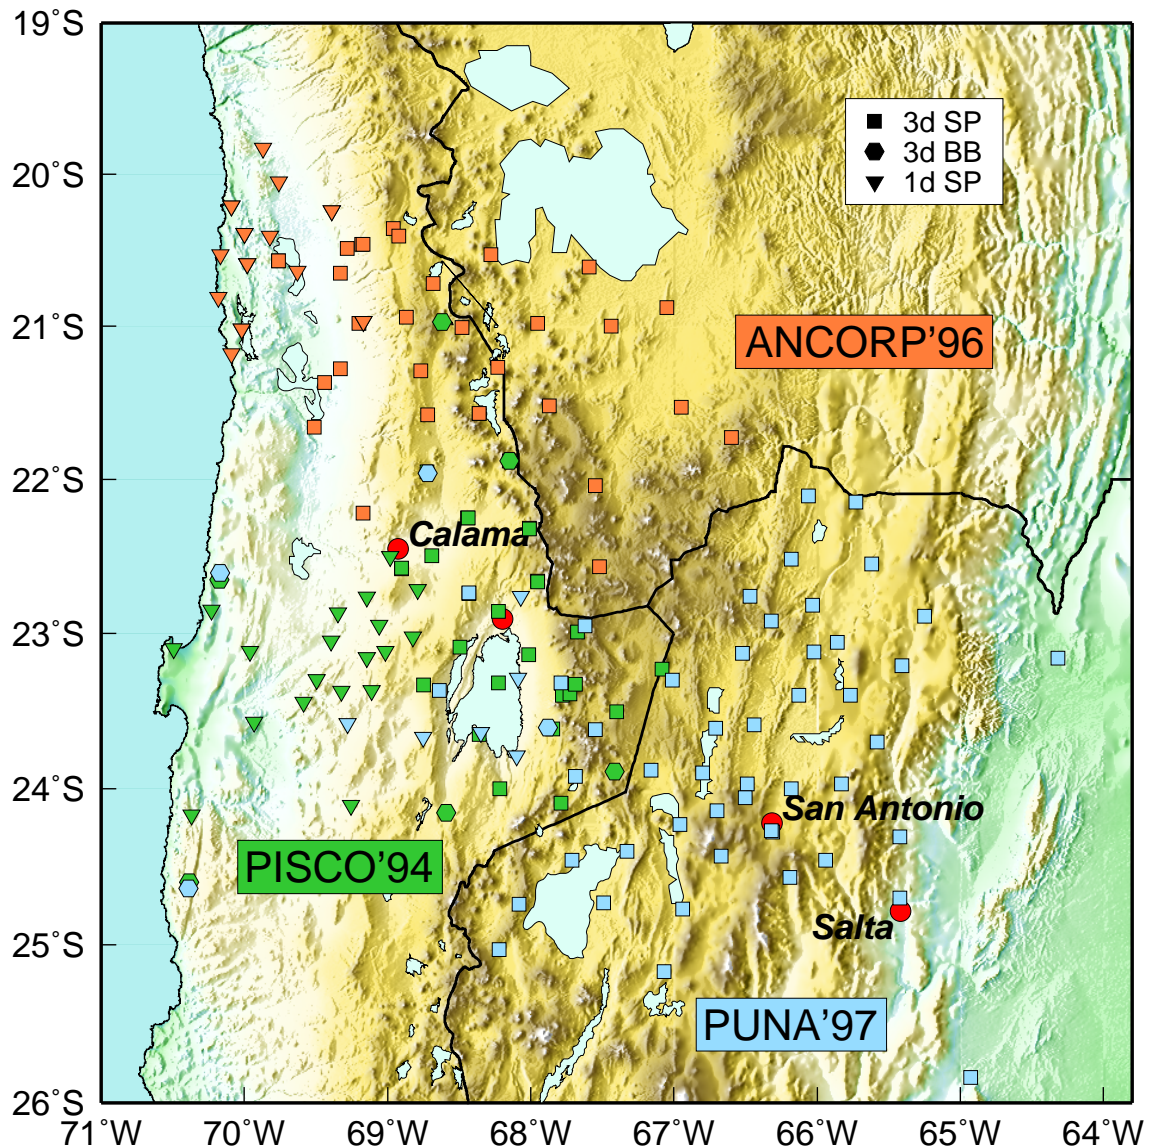 19°S
20°S
21°S
22°S
23°S
24°S
25°S
26°S
71°W
70°W
69°W
68°W
67°W
66°W
65°W
64°W
3d SP
3d BB
1d SP
ANCORP’96
Calama
San Antonio
PISCO’94
Salta
PUNA’97